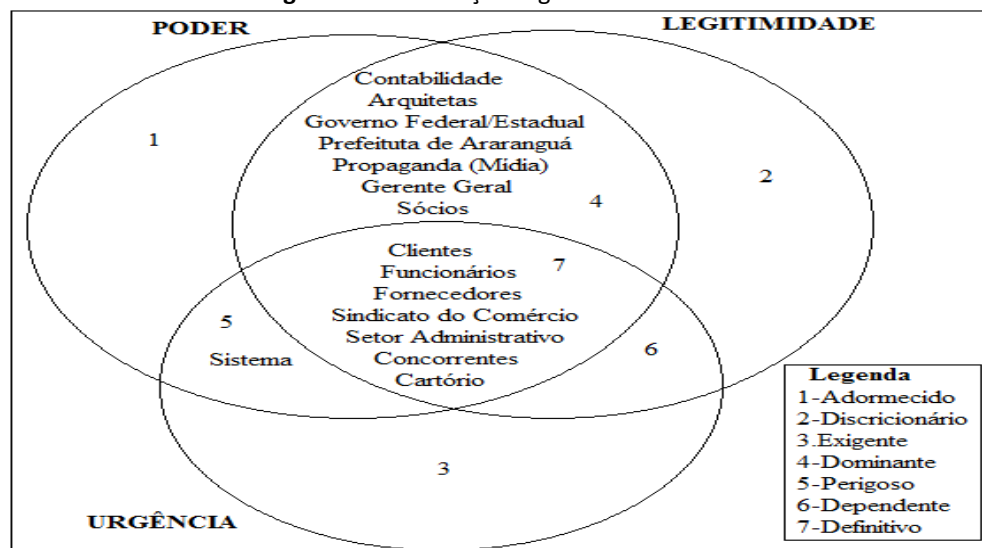 PODER
LEGITIMIDADE
Contabilidade
Arquitetas
Governo Federal/Estadual
Prefeituta de Araranguá
Propaganda (Mídia)
Gerente Geral
Sócios
1
4
2
Clientes
Funcionários
Fornecedores
Sindicato do Comércio
Setor Administrativo
Concorrentes
Cartório
7
5
Sistema
6
3
URGÊNCIA
Legenda
1-Adormecido
2-Discricionário
3.Exigente
4-Dominante
5-Perigoso
6-Dependente
7-Definitivo